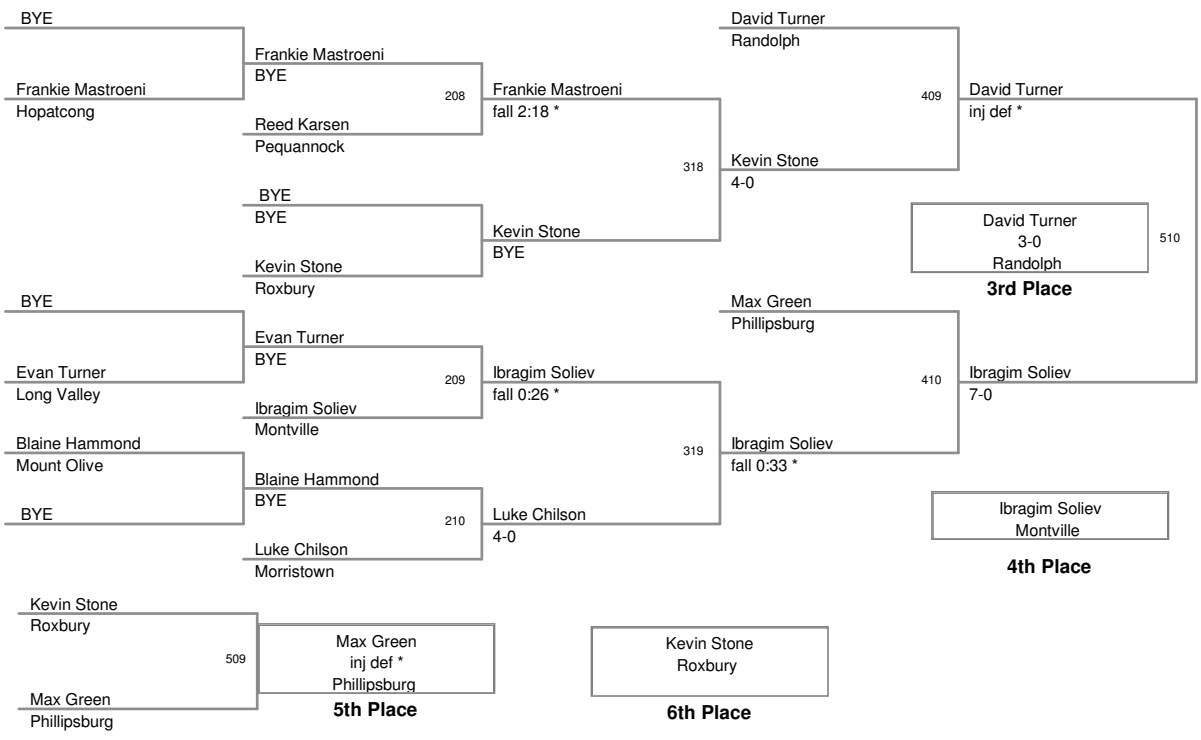 BYE
Frankie Mastroeni
Hopatcong
Frankie Mastroeni
BYE
208
Reed Karsen
Pequannock
Frankie Mastroeni
fall 2:18 *
BYE
BYE
Kevin Stone
Roxbury
Kevin Stone
BYE
318
David Turner
Randolph
Kevin Stone
4-0
409
David Turner
inj def *
David Turner
3-0
Randolph
3rd Place
510
BYE
Evan Turner
Long Valley
Evan Turner
BYE
209
Ibragim Soliev
Montville
Ibragim Soliev
fall 0:26 *
Blaine Hammond
Mount Olive
BYE
Blaine Hammond
BYE
210
Luke Chilson
Morristown
Luke Chilson
4-0
319
Max Green
Phillipsburg
Ibragim Soliev
fall 0:33 *
410
Ibragim Soliev
7-0
Ibragim Soliev
Montville
4th Place
Kevin Stone
Roxbury
509
Max Green
Phillipsburg
Max Green
inj def *
Phillipsburg
5th Place
Kevin Stone
Roxbury
6th Place